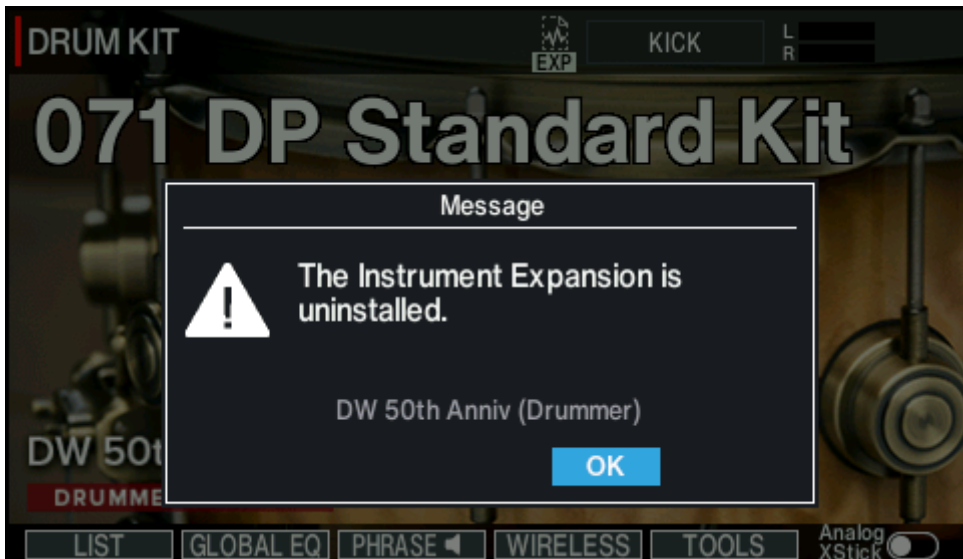 DRUM KIT
EXP
KICK
L
R
071 DP Standard Kit
Message
The Instrument Expansion is
uninstalled.
DW 50th Anniv (Drummer)
OK
DW 50t
DRUMME
LIST
GLOBAL EQ
PHRASE
WIRELESS
TOOLS
Analog
XStick